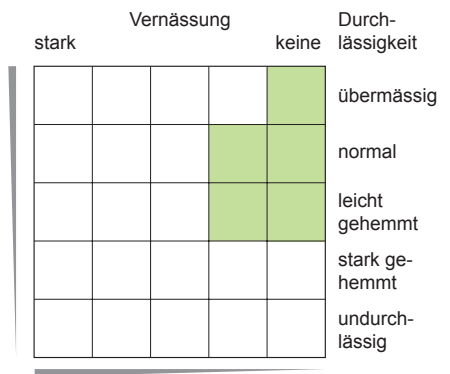 Vernässung
stark keine
Durch-
lässigkeit
übermässig
normal
leicht
gehemmt
stark ge-
hemmt
undurch-
lässig